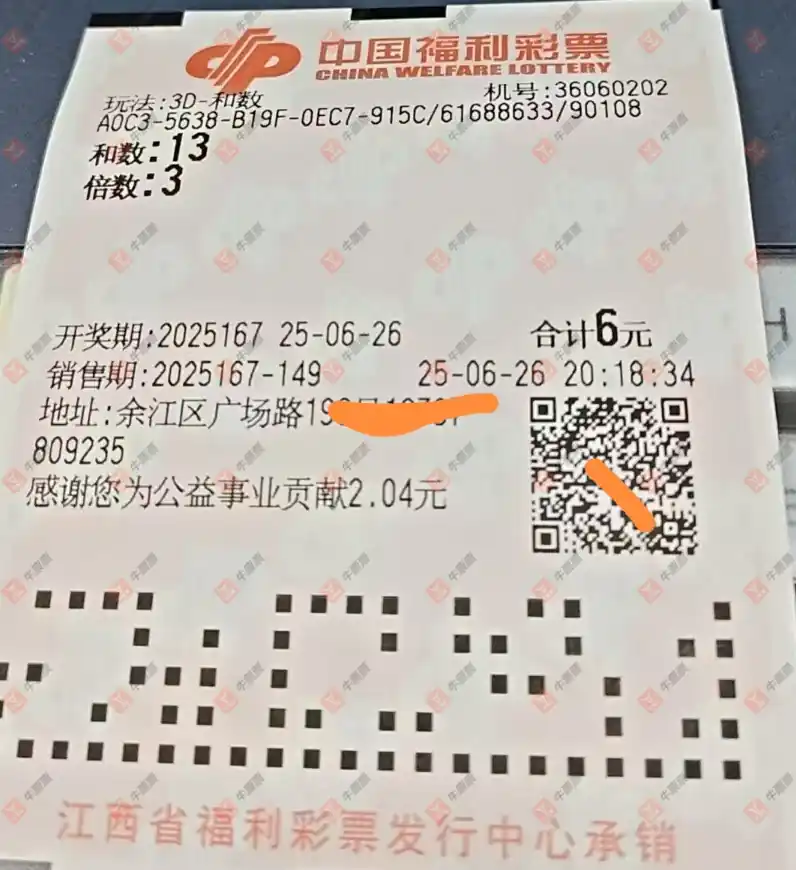 中国福利彩票
CHINA WELFARE LOTTERY
玩法:3D-和数 机号:36060202
A0C3-5638-B19F-0EC7-915C/61688633/90108
和数:13
倍数:3
开奖期:2025167 25-06-26 合计6元
销售期:2025167-149 25-06-26 20:18:34
地址:余江区广场路19
809235
感谢您为公益事业贡献2.04元
江西省福利彩票发行中心承销